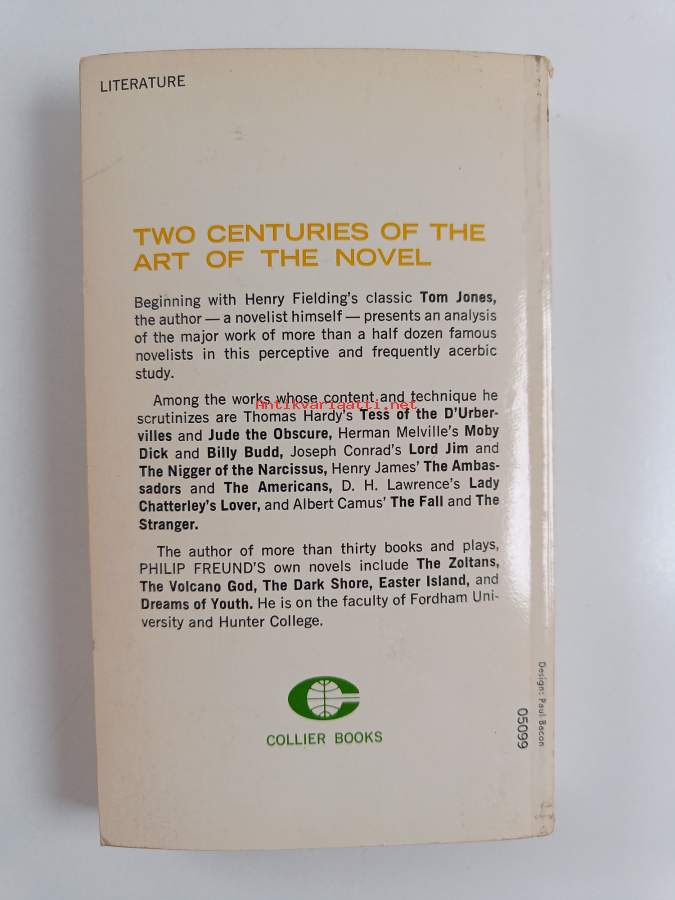 LITERATURE
TWO CENTURIES OF THE
ART OF THE NOVEL
Beginning with Henry Fielding's classic Tom Jones,
the author — a novelist himself — presents an analysis
of the major work of more than a half dozen famous
novelists in this perceptive and frequently acerbic
study.
Among the works whose content and technique he
Antikvariaatti.net
scrutinizes are Thomas Hardy's Tess of the D'Urber-
villes and Jude the Obscure, Herman Melville's Moby
Dick and Billy Budd, Joseph Conrad's Lord Jim and
The Nigger of the Narcissus, Henry James' The Ambas-
sadors and The Americans, D. H. Lawrence's Lady
Chatterley's Lover, and Albert Camus' The Fall and The
Stranger.
The author of more than thirty books and plays,
PHILIP FREUND'S own novels include The Zoltans,
The Volcano God, The Dark Shore, Easter Island, and
Dreams of Youth. He is on the faculty of Fordham Uni-
versity and Hunter College.
COLLIER BOOKS
05099
Design: Paul Bacon